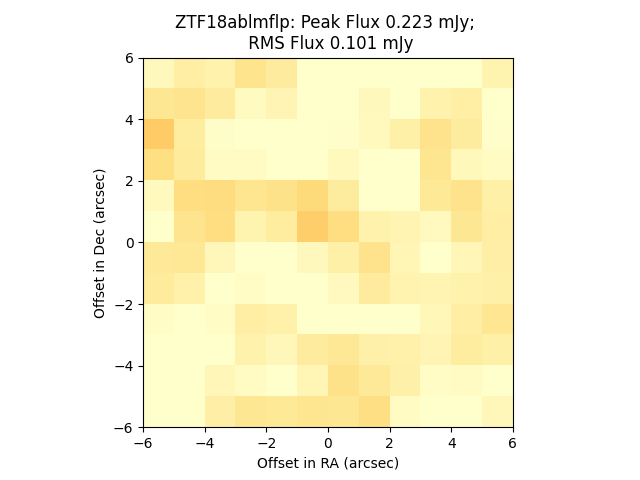 ZTF18ablmflp: Peak Flux 0.223 mJy;
RMS Flux 0.101 mJy
6
4
2
0
−2
−4
−6
Offset in Dec (arcsec)
−6 −4 −2 0 2 4 6
Offset in RA (arcsec)